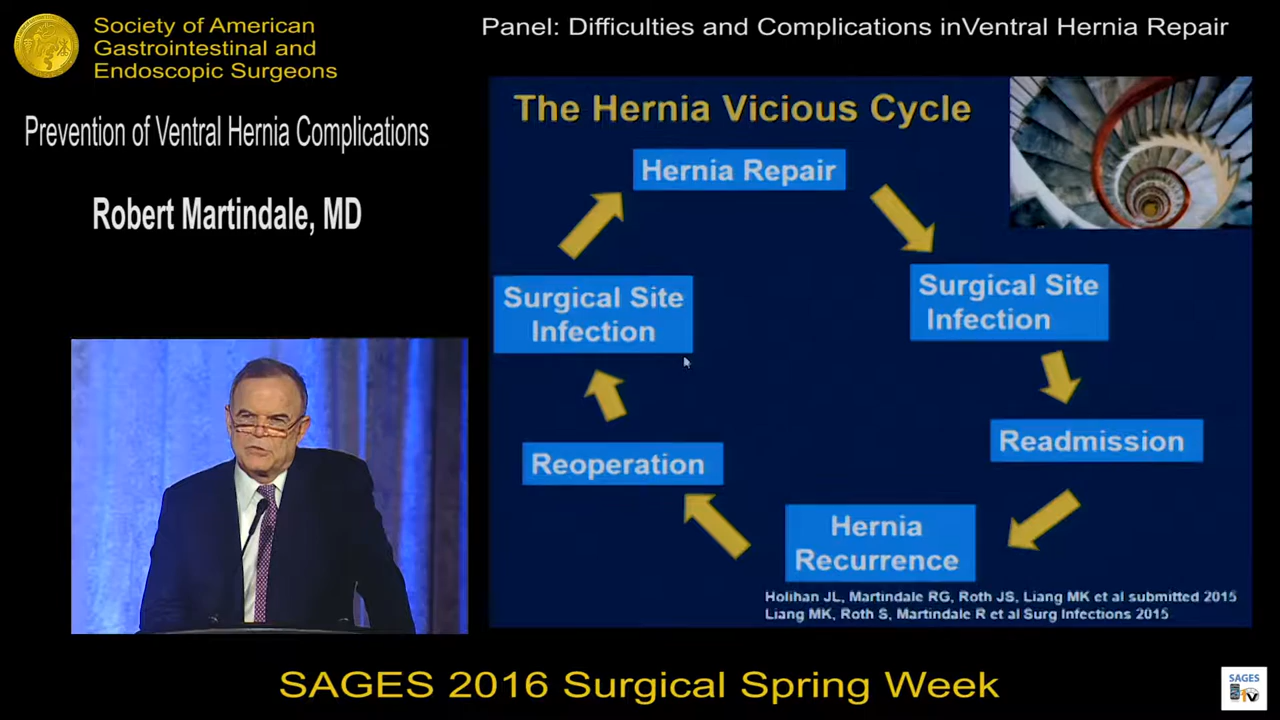 Society of American
Gastrointestinal and
Endoscopic Surgeons
Panel: Difficulties and Complications inVentral Hernia Repair
Prevention of Ventral Hernia Complications
Robert Martindale, MD
The Hernia Vicious Cycle
Hernia Repair
Surgical Site
Infection
Readmission
Hernia
Recurrence
Reoperation
Surgical Site
Infection
Holihan JL, Martindale RG, Roth JS, Liang MK et al submitted 2015
Liang MK, Roth S, Martindale R et al Surg Infections 2015
SAGES 2016 Surgical Spring Week
SAGES
TV